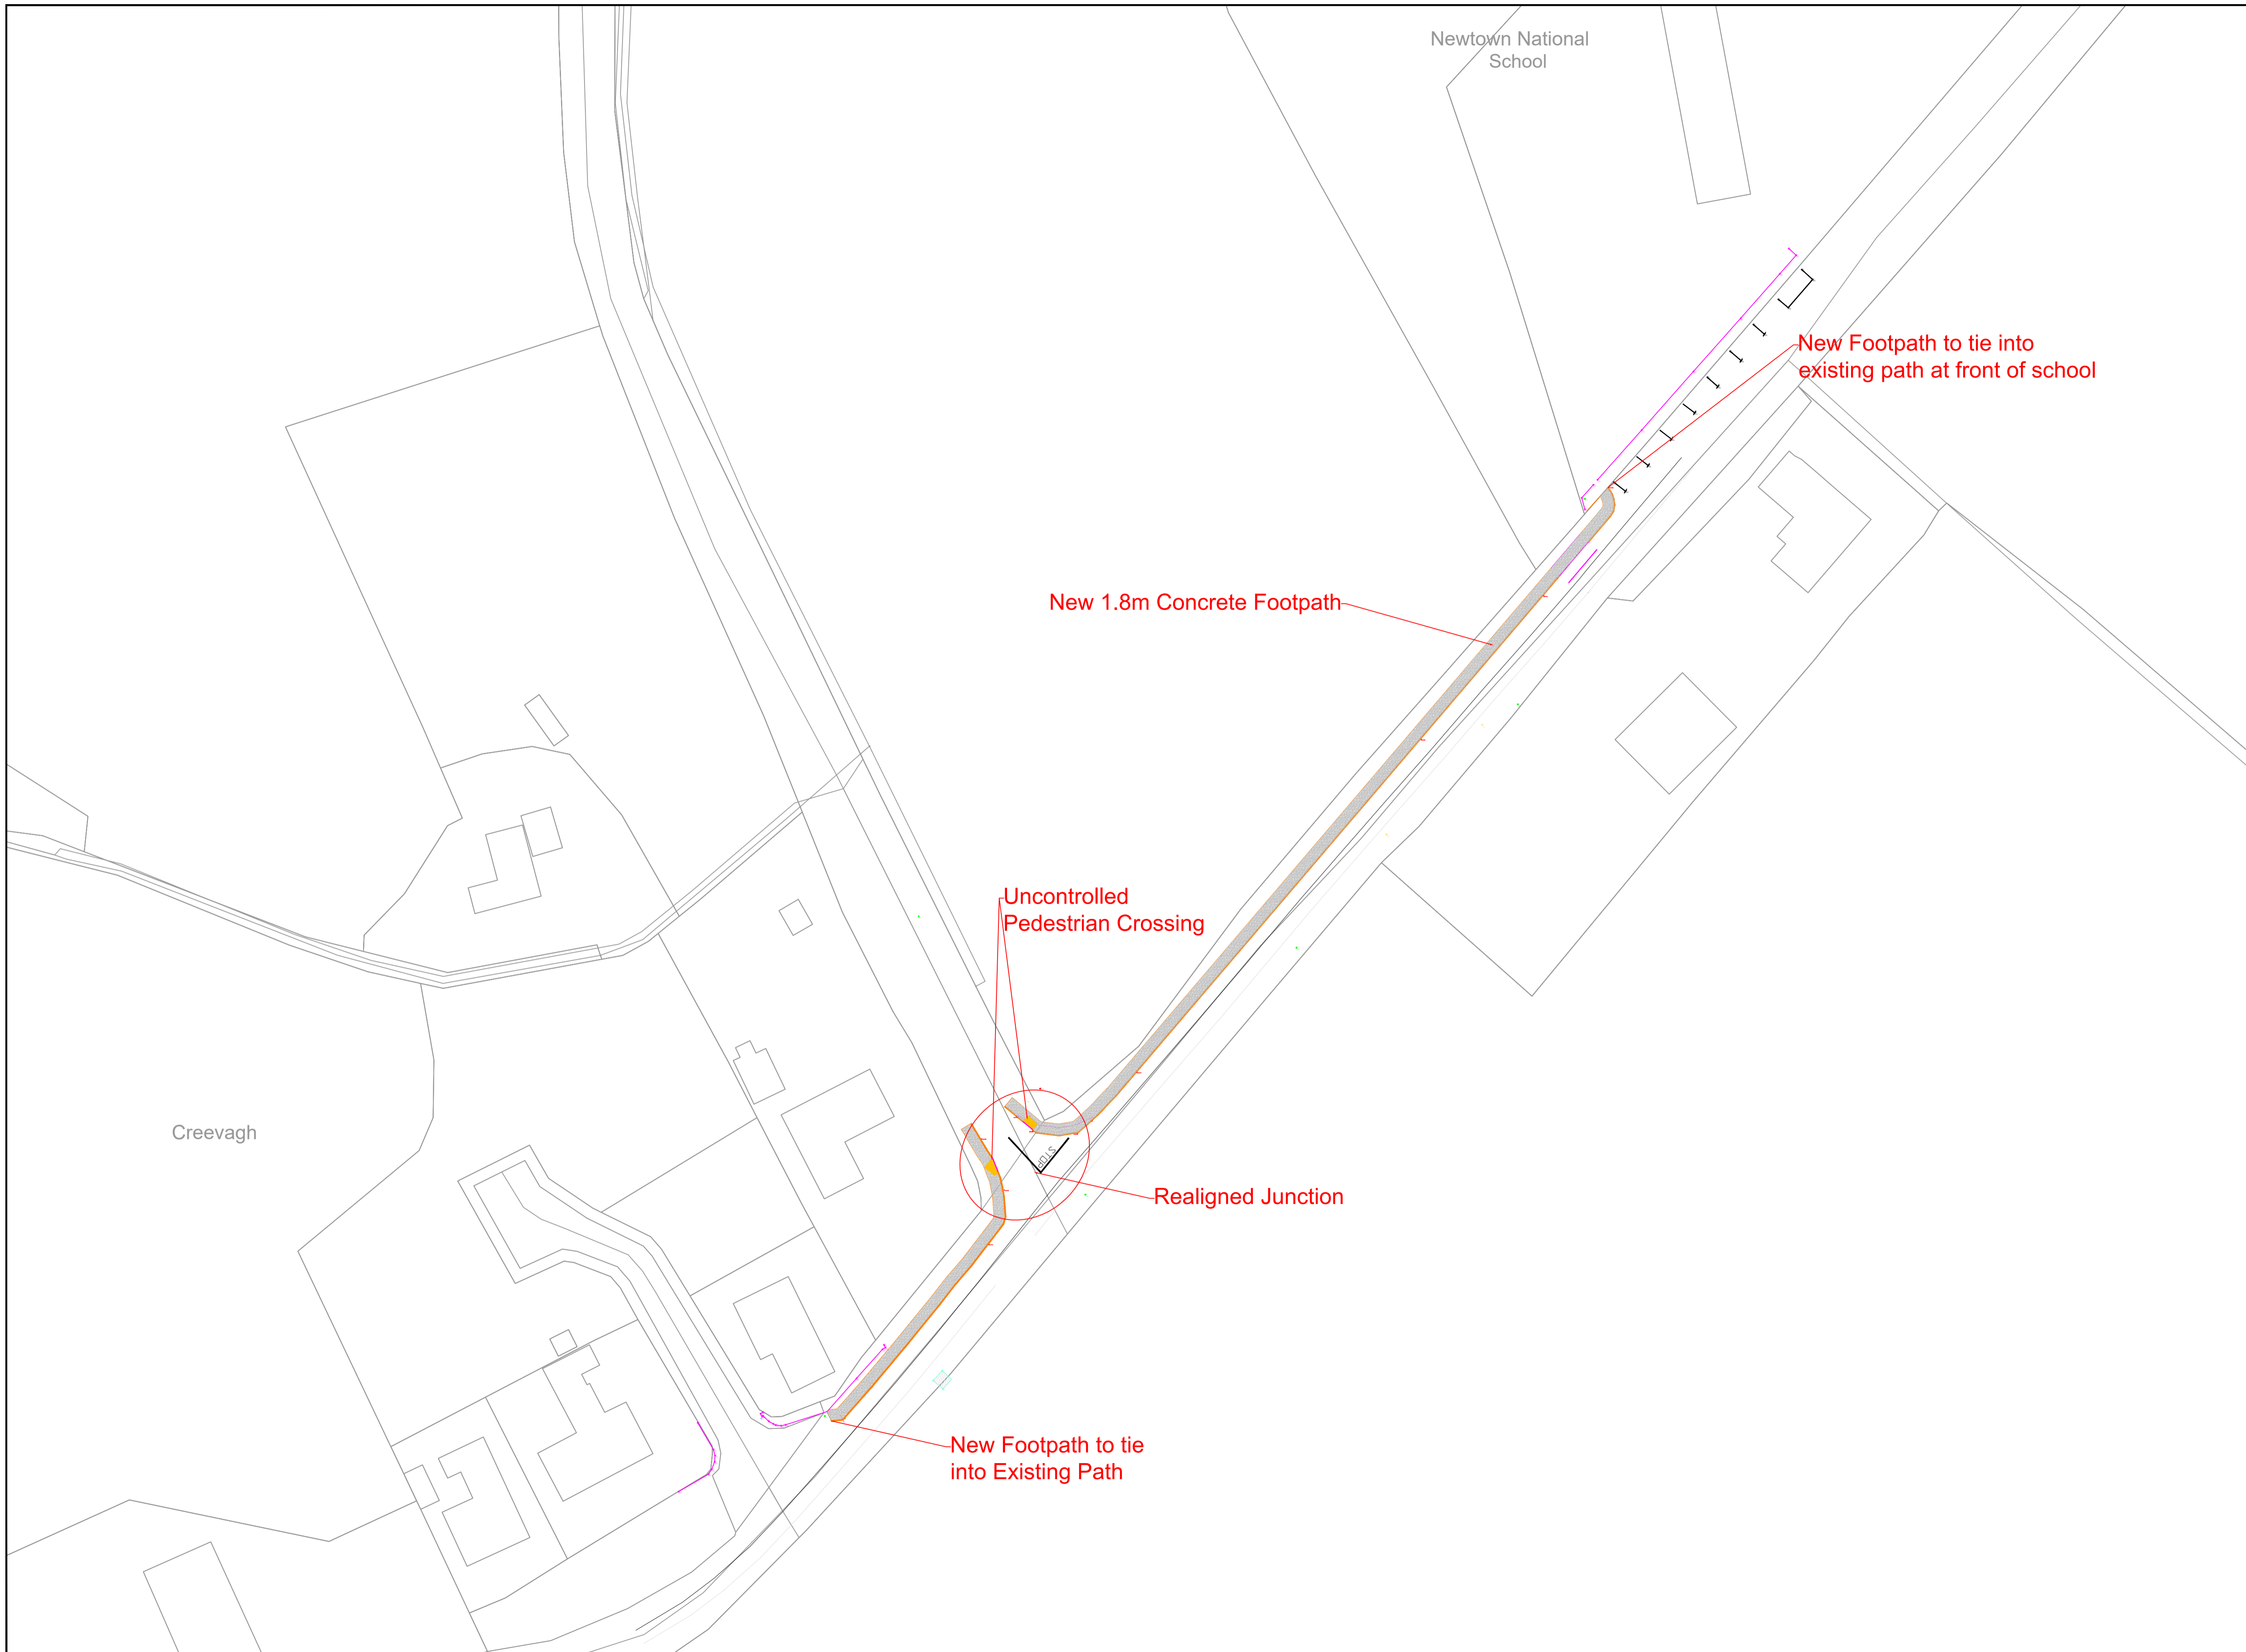 Newtown National
School
New Footpath to tie into
existing path at front of school
New 1.8m Concrete Footpath
Uncontrolled
Pedestrian Crossing
Creevagh
STOP
Realigned Junction
New Footpath to tie
into Existing Path